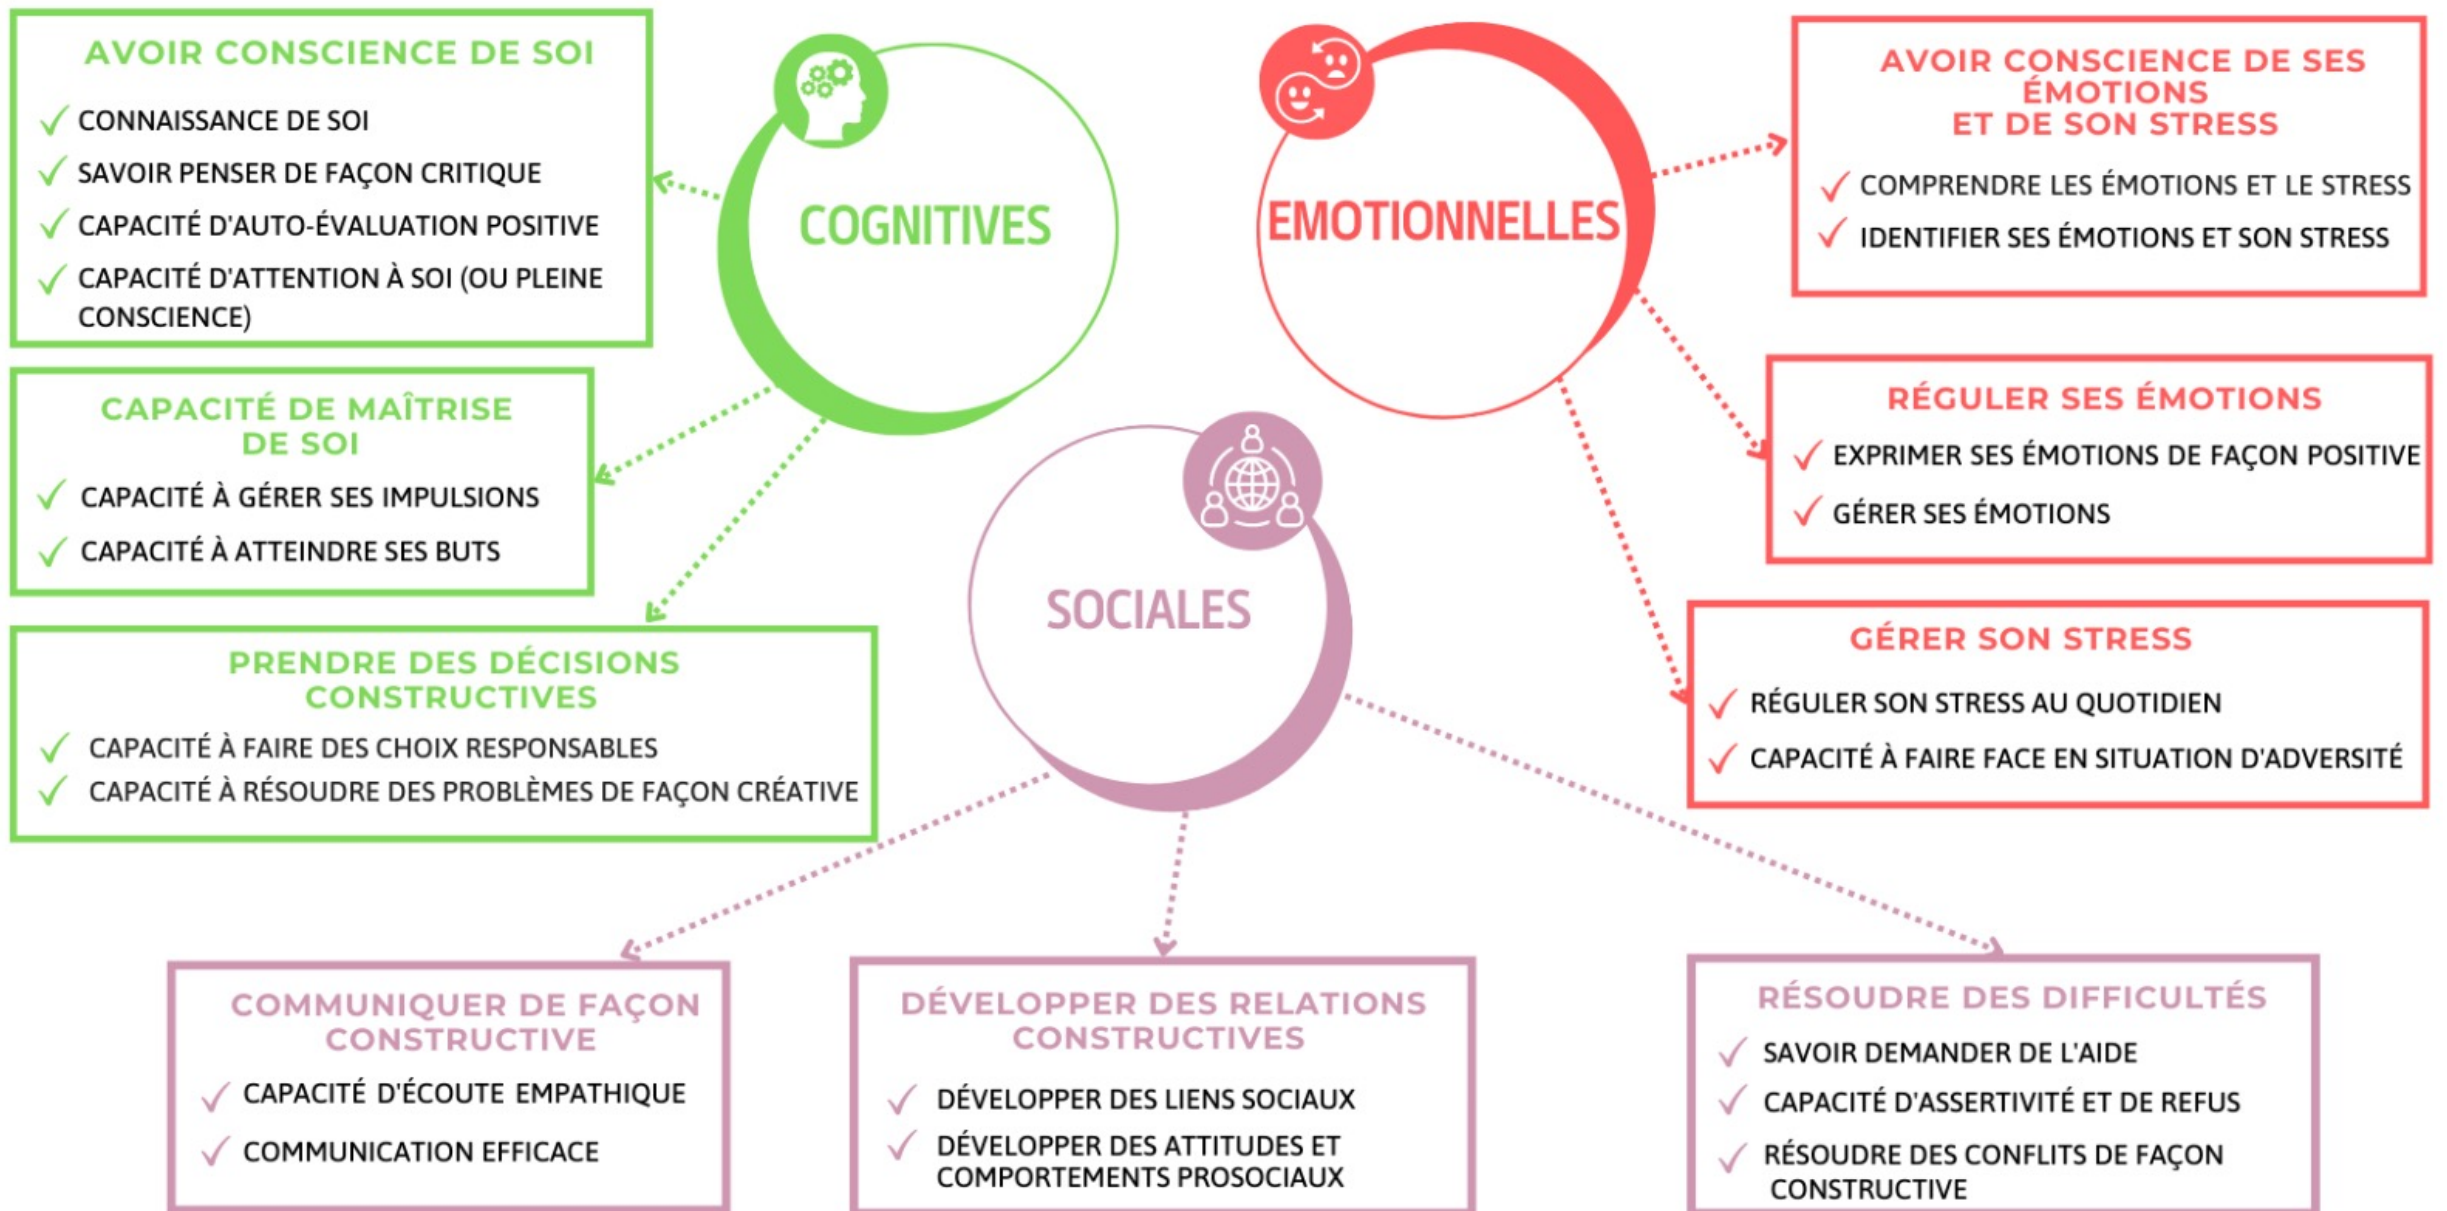 AVOIR CONSCIENCE DE SOI
CONNAISSANCE DE SOI
SAVOIR PENSER DE FAÇON CRITIQUE
CAPACITÉ D'AUTO-ÉVALUATION POSITIVE
CAPACITÉ D'ATTENTION À SOI (OU PLEINE
CONSCIENCE)
CAPACITÉ DE MAÎTRISE
DE SOI
CAPACITÉ À GÉRER SES IMPULSIONS
CAPACITÉ À ATTEINDRE SES BUTS
PRENDRE DES DÉCISIONS
CONSTRUCTIVES
CAPACITÉ À FAIRE DES CHOIX RESPONSABLES
CAPACITÉ À RÉSOUDRE DES PROBLÈMES DE FAÇON CRÉATIVE
COGNITIVES
EMOTIONNELLES
AVOIR CONSCIENCE DE SES
ÉMOTIONS
ET DE SON STRESS
COMPRENDRE LES ÉMOTIONS ET LE STRESS
IDENTIFIER SES ÉMOTIONS ET SON STRESS
RÉGULER SES ÉMOTIONS
EXPRIMER SES ÉMOTIONS DE FAÇON POSITIVE
GÉRER SES ÉMOTIONS
GÉRER SON STRESS
RÉGULER SON STRESS AU QUOTIDIEN
CAPACITÉ À FAIRE FACE EN SITUATION D'ADVERSITÉ
SOCIALES
COMMUNIQUER DE FAÇON
CONSTRUCTIVE
CAPACITÉ D'ÉCOUTE EMPATHIQUE
COMMUNICATION EFFICACE
DÉVELOPPER DES RELATIONS
CONSTRUCTIVES
DÉVELOPPER DES LIENS SOCIAUX
DÉVELOPPER DES ATTITUDES ET
COMPORTEMENTS PROSOCIAUX
RÉSOUDRE DES DIFFICULTÉS
SAVOIR DEMANDER DE L'AIDE
CAPACITÉ D'ASSERTIVITÉ ET DE REFUS
RÉSOUDRE DES CONFLITS DE FAÇON
CONSTRUCTIVE